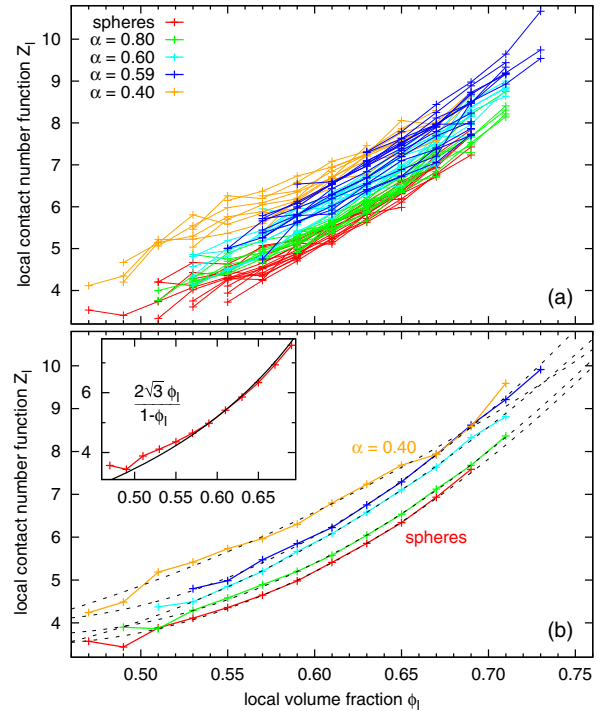 spheres
α = 0.80
α = 0.60
α = 0.59
α = 0.40
local contact number function Z_l
10
9
8
7
6
5
4
(a)
local contact number function Z_l
10
9
8
7
6
5
4
6
4
2√3 ϕ_l
1-ϕ_l
0.50 0.55 0.60 0.65
α = 0.40
spheres
(b)
0.50 0.55 0.60 0.65 0.70 0.75
local volume fraction ϕ_l